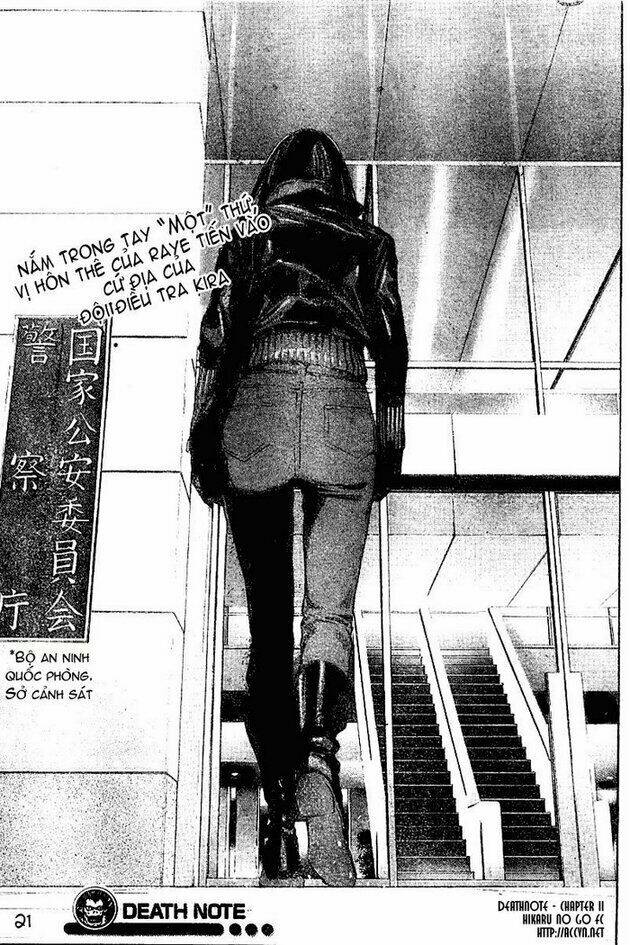 NẮM TRONG TAY "MỘT" THỨ,
VỊ HÔN THÊ CỦA RAYE TIẾN VÀO
CỨ ĐỊA CỦA
ĐỘI ĐIỀU TRA KIRA
国家公安委員会
警察庁
*BỘ AN NINH
QUỐC PHÒNG.
SỞ CẢNH SÁT
21
DEATH NOTE
DEATHNOTE - CHAPTER 11
HIKARU NO GO FC
HTTP://ACCVN.NET